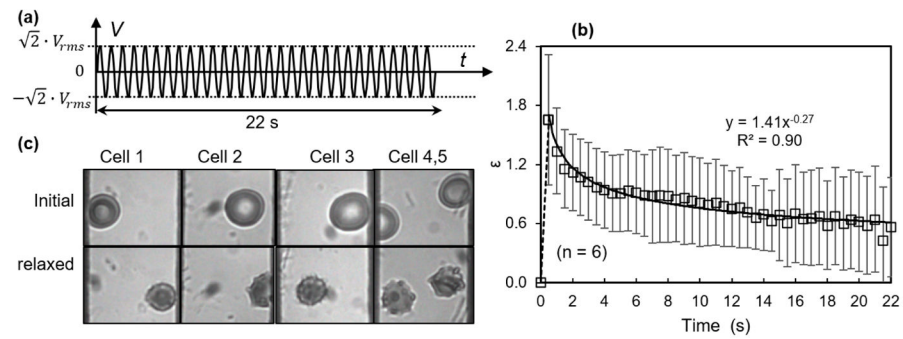 (a)
V
√2 · Vrms
0
−√2 · Vrms
t
22 s
(c)
Cell 1 Cell 2 Cell 3 Cell 4,5
Initial
relaxed
(b)
2.4
1.8
1.2
0.6
0.0
ε
y = 1.41x^-0.27
R² = 0.90
(n = 6)
0 2 4 6 8 10 12 14 16 18 20 22
Time (s)